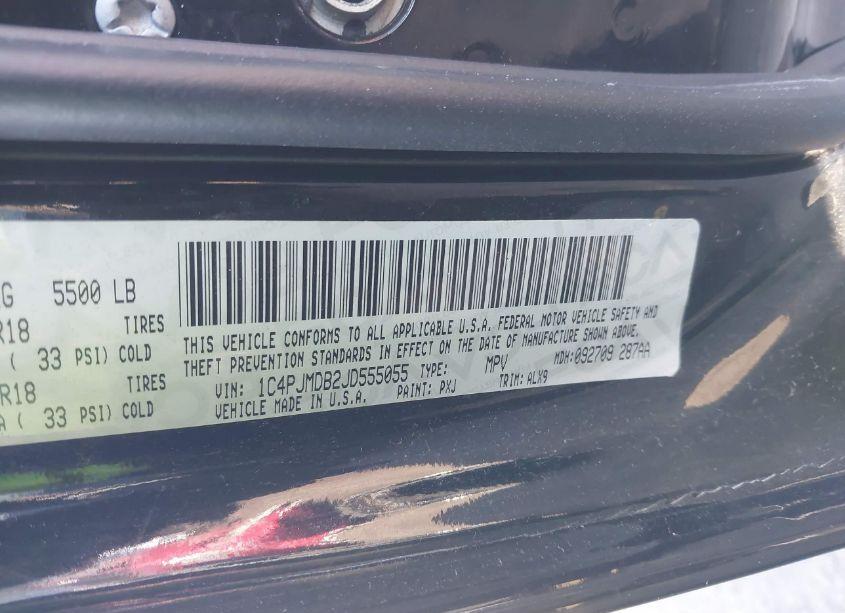 G 5500 LB
R18 TIRES
( 33 PSI) COLD
R18 TIRES
A ( 33 PSI) COLD
THIS VEHICLE CONFORMS TO ALL APPLICABLE U.S.A. FEDERAL MOTOR VEHICLE SAFETY AND
THEFT PREVENTION STANDARDS IN EFFECT ON THE DATE OF MANUFACTURE SHOWN ABOVE.
VIN: 1C4PJMDB2JD555055 TYPE: MPV MDH:092709 287AA
VEHICLE MADE IN U.S.A. PAINT: PXJ TRIM: ALX9